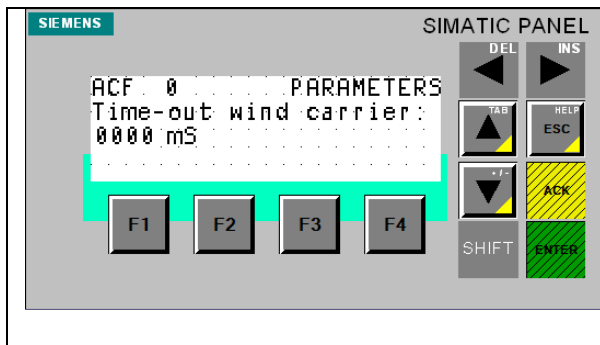 SIEMENS SIMATIC PANEL
DEL INS
ACF 0 PARAMETERS
Time-out wind carrier:
0000 mS
TAB HELP
ESC
+/-
ACK
F1 F2 F3 F4
SHIFT ENTER